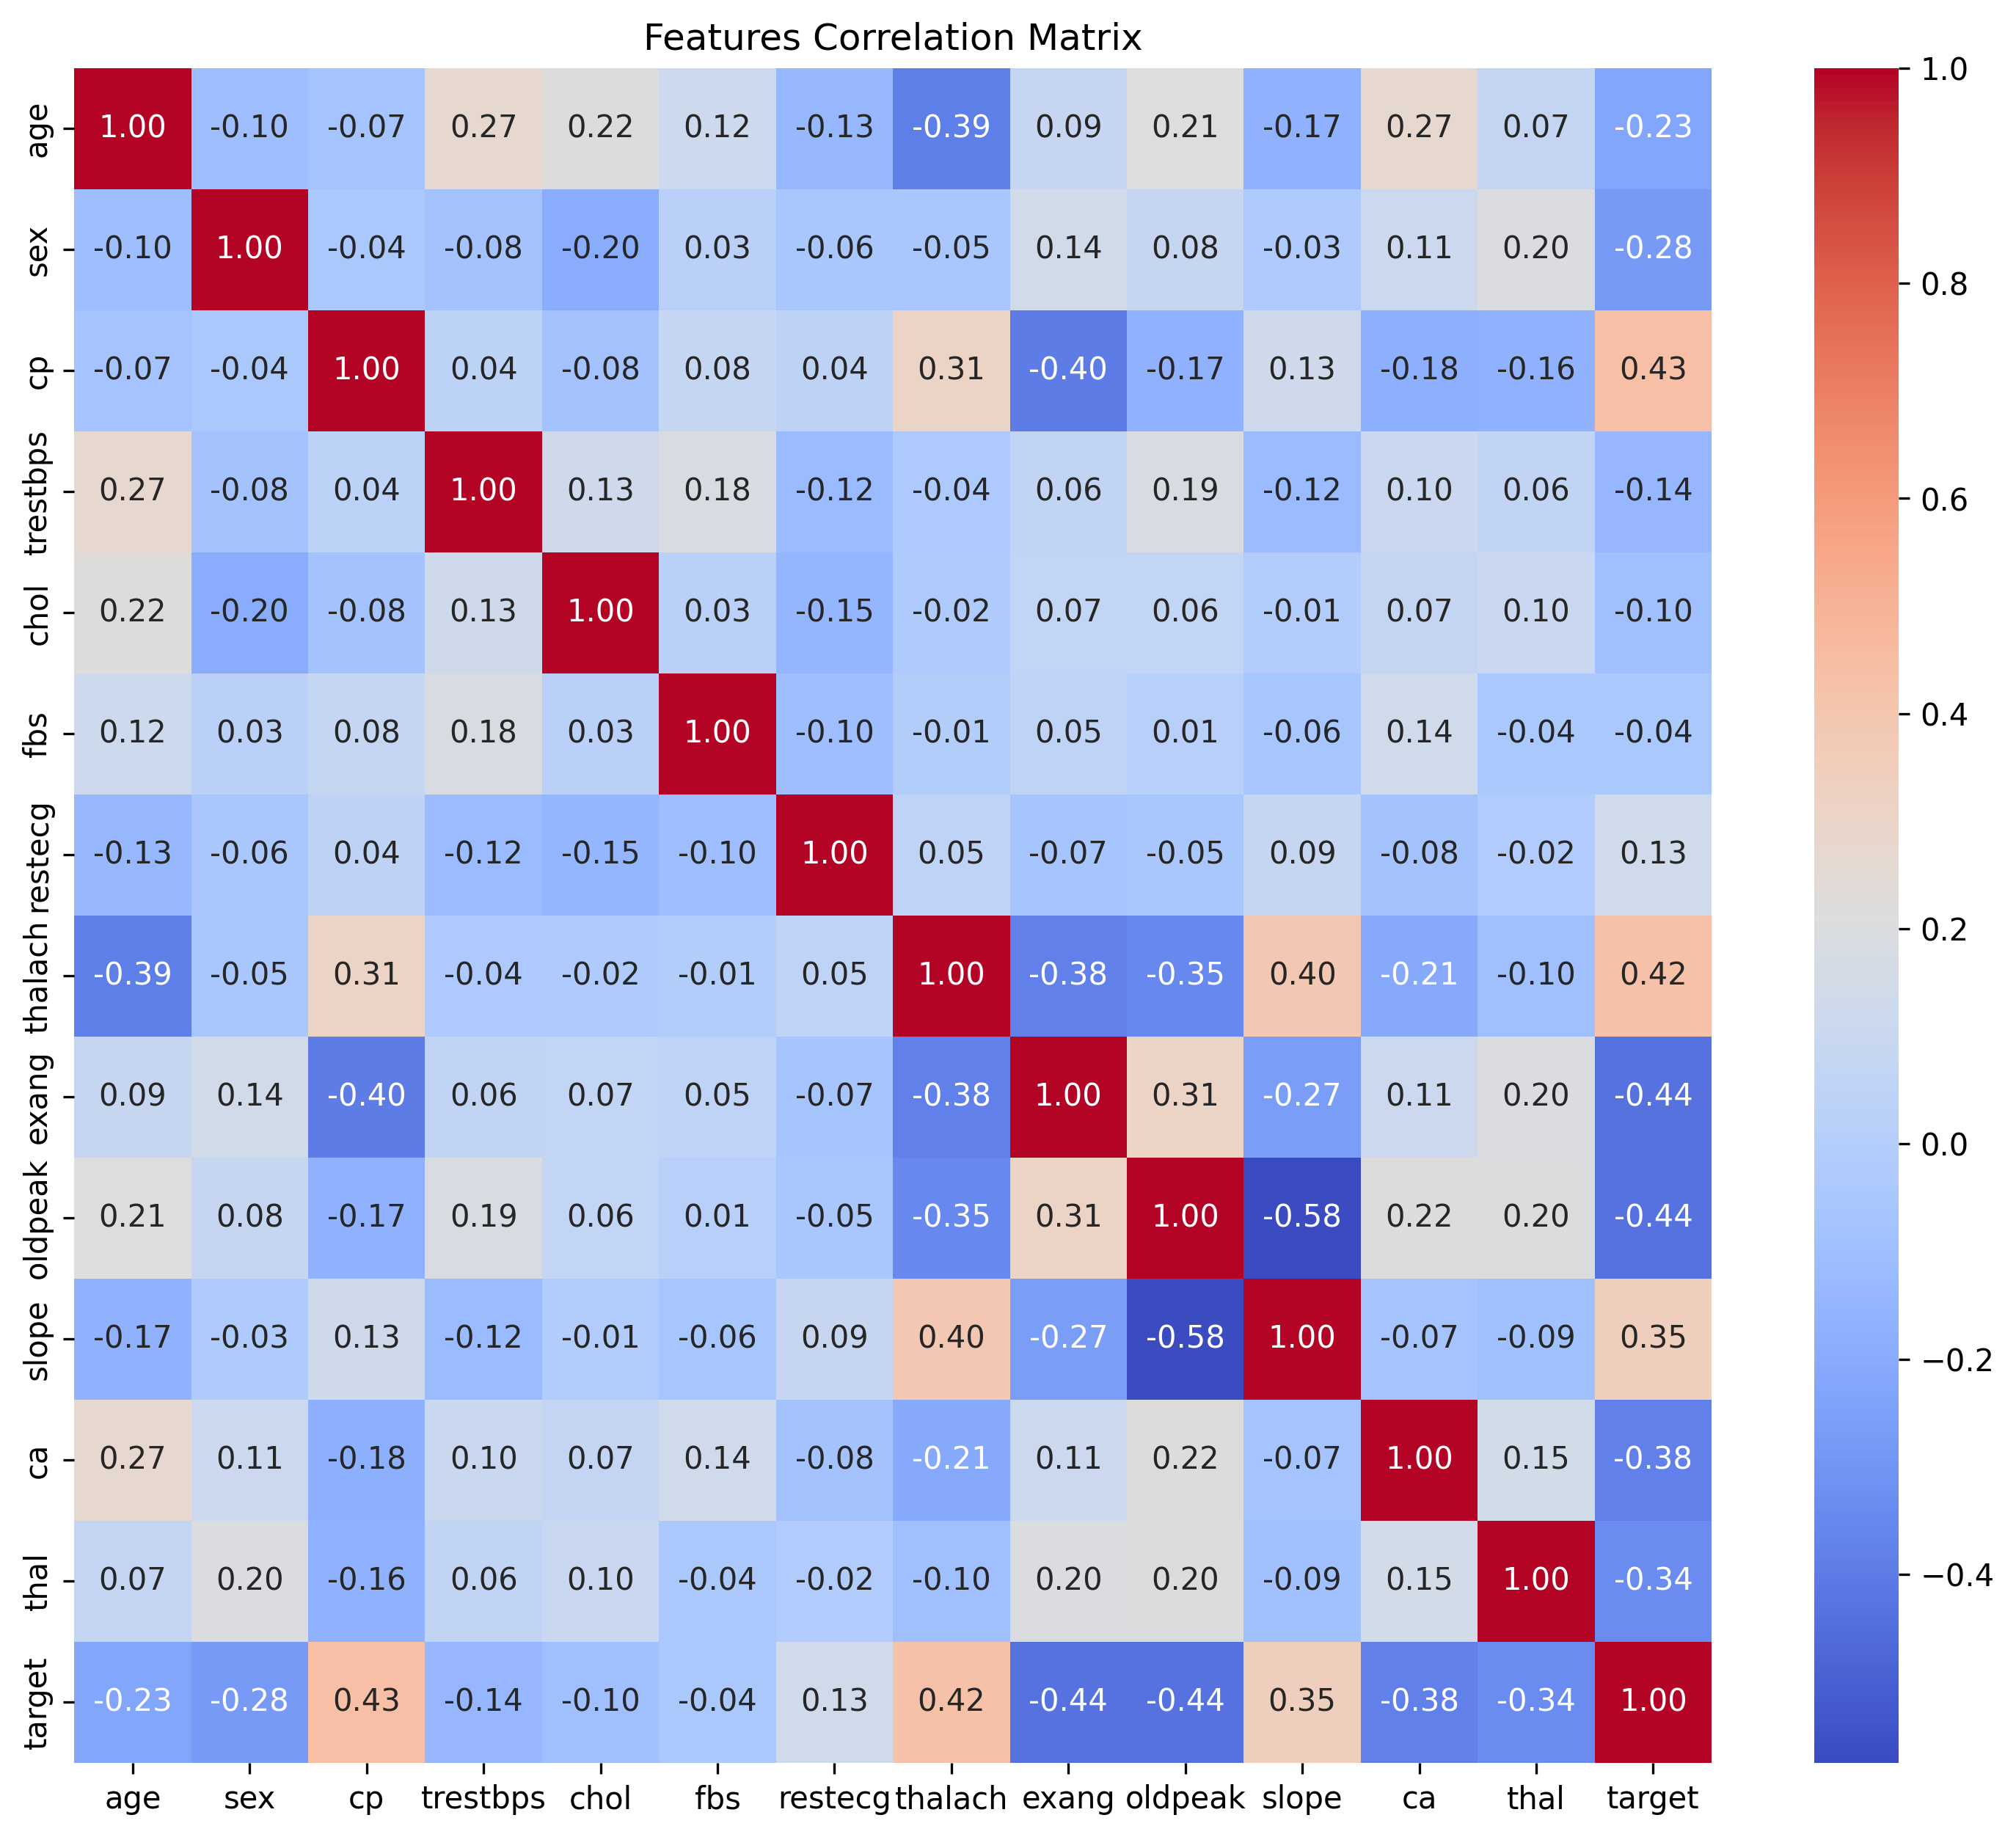 Features Correlation Matrix
age 1.00 -0.10 -0.07 0.27 0.22 0.12 -0.13 -0.39 0.09 0.21 -0.17 0.27 0.07 -0.23
sex -0.10 1.00 -0.04 -0.08 -0.20 0.03 -0.06 -0.05 0.14 0.08 -0.03 0.11 0.20 -0.28
cp -0.07 -0.04 1.00 0.04 -0.08 0.08 0.04 0.31 -0.40 -0.17 0.13 -0.18 -0.16 0.43
trestbps 0.27 -0.08 0.04 1.00 0.13 0.18 -0.12 -0.04 0.06 0.19 -0.12 0.10 0.06 -0.14
chol 0.22 -0.20 -0.08 0.13 1.00 0.03 -0.15 -0.02 0.07 0.06 -0.01 0.07 0.10 -0.10
fbs 0.12 0.03 0.08 0.18 0.03 1.00 -0.10 -0.01 0.05 0.01 -0.06 0.14 -0.04 -0.04
restecg -0.13 -0.06 0.04 -0.12 -0.15 -0.10 1.00 0.05 -0.07 -0.05 0.09 -0.08 -0.02 0.13
thalach -0.39 -0.05 0.31 -0.04 -0.02 -0.01 0.05 1.00 -0.38 -0.35 0.40 -0.21 -0.10 0.42
exang 0.09 0.14 -0.40 0.06 0.07 0.05 -0.07 -0.38 1.00 0.31 -0.27 0.11 0.20 -0.44
oldpeak 0.21 0.08 -0.17 0.19 0.06 0.01 -0.05 -0.35 0.31 1.00 -0.58 0.22 0.20 -0.44
slope -0.17 -0.03 0.13 -0.12 -0.01 -0.06 0.09 0.40 -0.27 -0.58 1.00 -0.07 -0.09 0.35
ca 0.27 0.11 -0.18 0.10 0.07 0.14 -0.08 -0.21 0.11 0.22 -0.07 1.00 0.15 -0.38
thal 0.07 0.20 -0.16 0.06 0.10 -0.04 -0.02 -0.10 0.20 0.20 -0.09 0.15 1.00 -0.34
target -0.23 -0.28 0.43 -0.14 -0.10 -0.04 0.13 0.42 -0.44 -0.44 0.35 -0.38 -0.34 1.00
age sex cp trestbps chol fbs restecg thalach exang oldpeak slope ca thal target
1.0
0.8
0.6
0.4
0.2
0.0
−0.2
−0.4